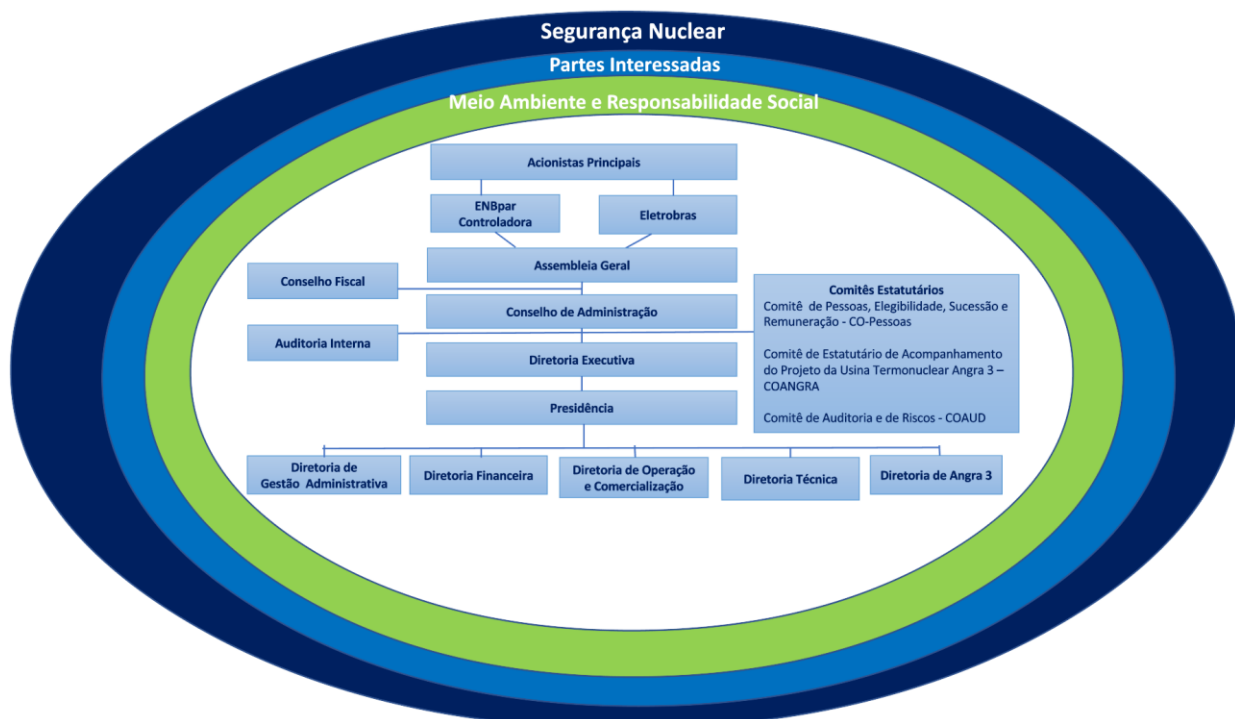 Segurança Nuclear
Partes Interessadas
Meio Ambiente e Responsabilidade Social
Acionistas Principais
ENBpar
Controladora
Eletrobras
Assembleia Geral
Conselho Fiscal
Conselho de Administração
Auditoria Interna
Comitês Estatutários
Comitê de Pessoas, Elegibilidade, Sucessão e
Remuneração - CO-Pessoas
Comitê de Estatutário de Acompanhamento
do Projeto da Usina Termonuclear Angra 3 –
COANGRA
Comitê de Auditoria e de Riscos - COAUD
Diretoria Executiva
Presidência
Diretoria de
Gestão Administrativa
Diretoria Financeira
Diretoria de Operação
e Comercialização
Diretoria Técnica
Diretoria de Angra 3